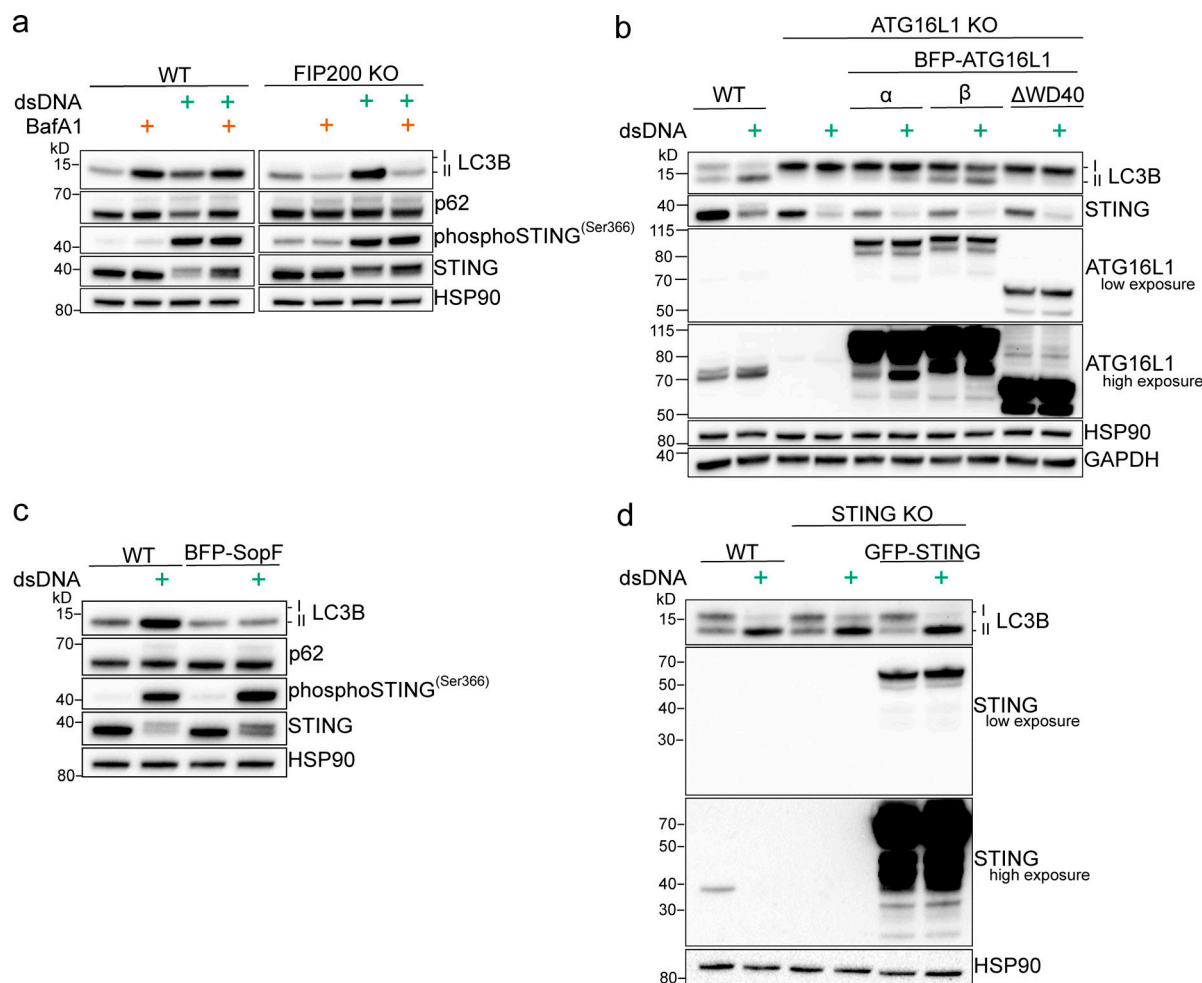 a
WT FIP200 KO
dsDNA + + + +
BafA1 + + + +
kD
15 I
II LC3B
70
p62
40 phosphoSTING(Ser366)
40 STING
80 HSP90
b
ATG16L1 KO
BFP-ATG16L1
WT α β ΔWD40
dsDNA + + + + +
kD
15 I
II LC3B
40 STING
115
80 ATG16L1
70 low exposure
50
115
80 ATG16L1
70 high exposure
50
80 HSP90
40 GAPDH
c
WT BFP-SopF
dsDNA + +
kD
15 I
II LC3B
70
p62
40 phosphoSTING(Ser366)
40 STING
80 HSP90
d
STING KO
WT GFP-STING
dsDNA + + +
kD
15 I
II LC3B
70
50
40 STING
low exposure
30
70
50 STING
40 high exposure
30
80 HSP90